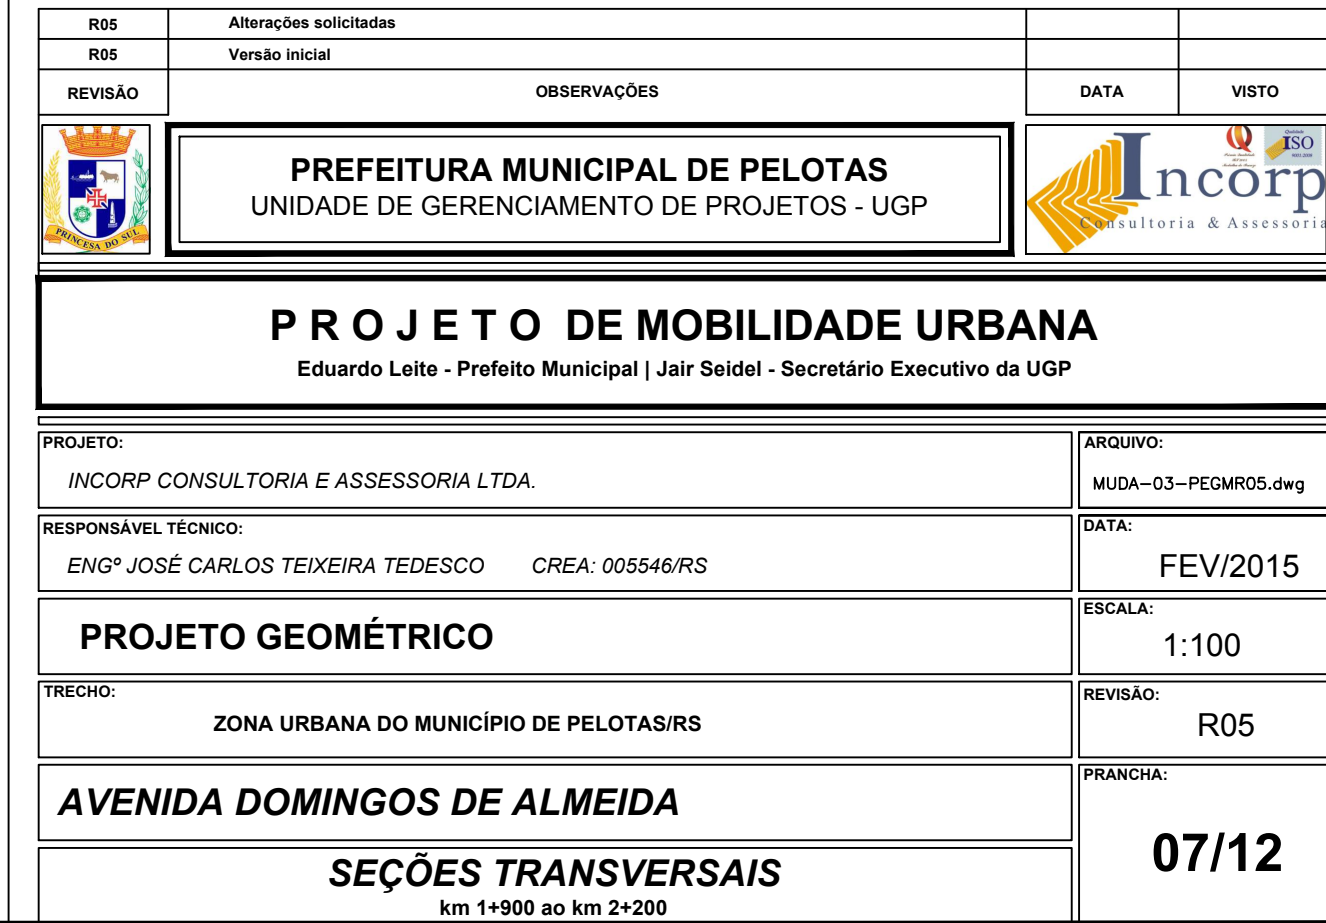 R05 Alterações solicitadas
R05 Versão inicial
REVISÃO OBSERVAÇÕES DATA VISTO
PRINCESA DO SUL
PREFEITURA MUNICIPAL DE PELOTAS
UNIDADE DE GERENCIAMENTO DE PROJETOS - UGP
Incorp
Consultoria & Assessoria
Qualidade
ISO
9001:2008
P R O J E T O DE MOBILIDADE URBANA
Eduardo Leite - Prefeito Municipal | Jair Seidel - Secretário Executivo da UGP
PROJETO:
INCORP CONSULTORIA E ASSESSORIA LTDA.
ARQUIVO:
MUDA-03-PEGMR05.dwg
RESPONSÁVEL TÉCNICO:
ENGº JOSÉ CARLOS TEIXEIRA TEDESCO CREA: 005546/RS
DATA:
FEV/2015
PROJETO GEOMÉTRICO
ESCALA:
1:100
TRECHO:
ZONA URBANA DO MUNICÍPIO DE PELOTAS/RS
REVISÃO:
R05
AVENIDA DOMINGOS DE ALMEIDA
PRANCHA:
07/12
SEÇÕES TRANSVERSAIS
km 1+900 ao km 2+200